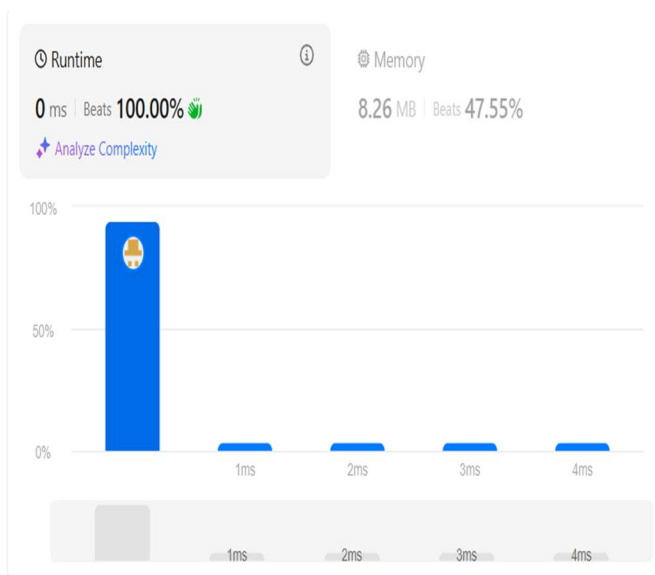 Runtime
0 ms | Beats 100.00%
Analyze Complexity
Memory
8.26 MB | Beats 47.55%
100%
50%
0%
1ms 2ms 3ms 4ms
1ms 2ms 3ms 4ms